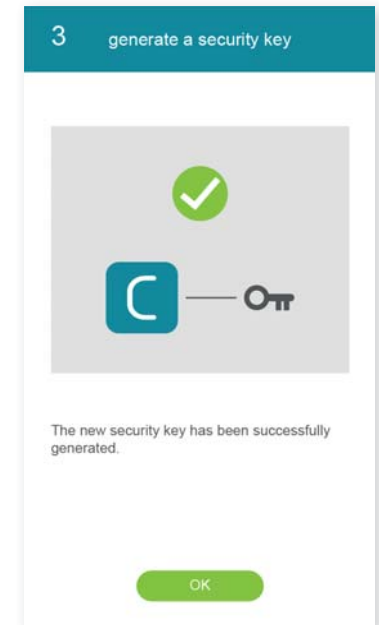 3 generate a security key
C
The new security key has been successfully
generated.
OK